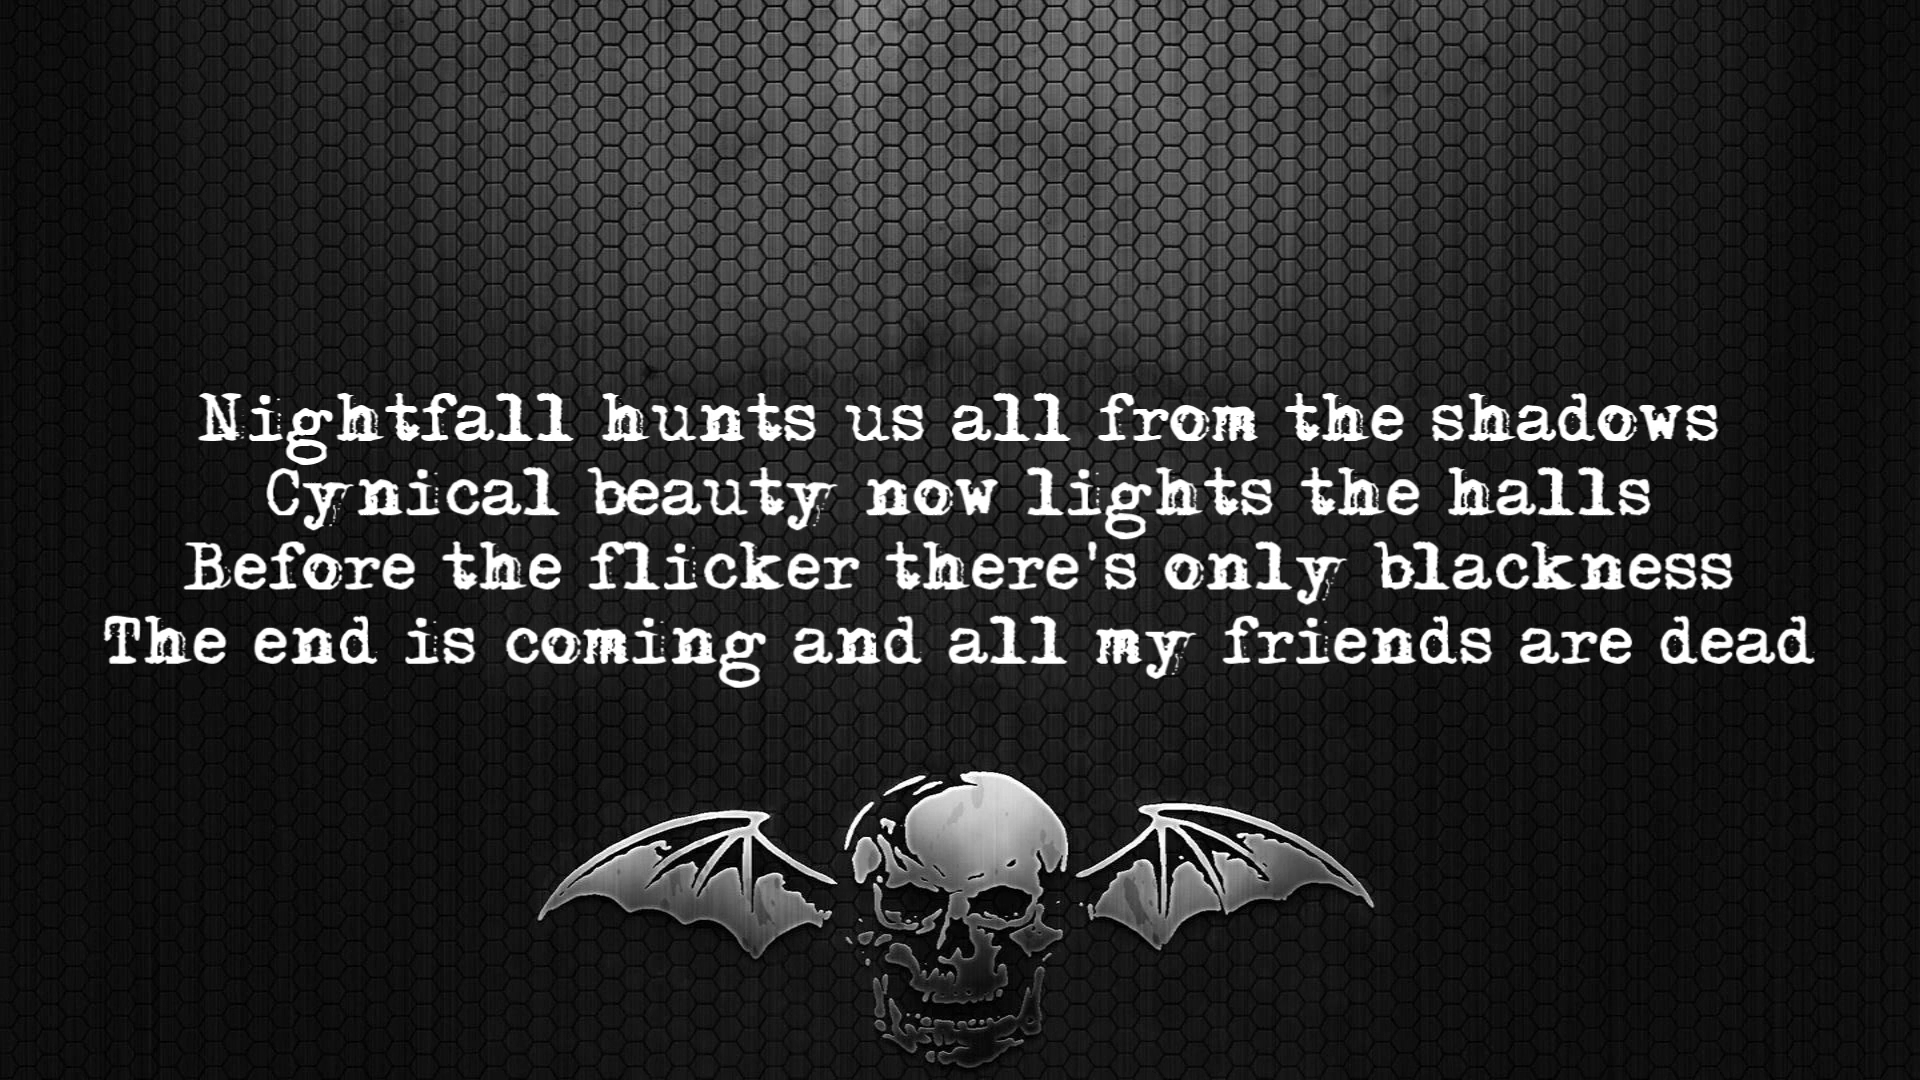 Nightfall hunts us all from the shadows
Cynical beauty now lights the halls
Before the flicker there's only blackness
The end is coming and all my friends are dead